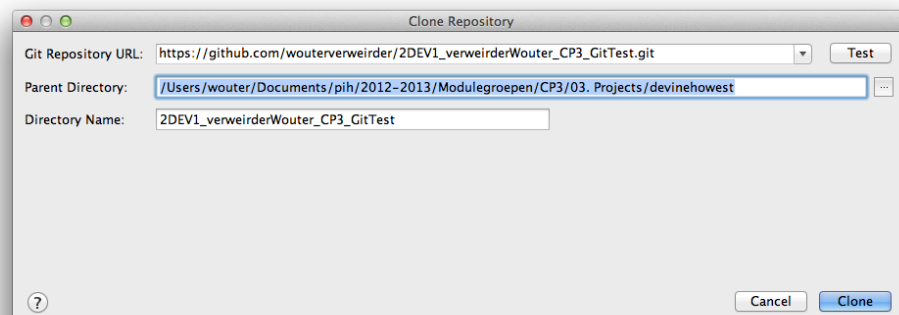 Clone Repository
Git Repository URL: https://github.com/wouterverweirder/2DEV1_verweirderWouter_CP3_GitTest.git Test
Parent Directory: /Users/wouter/Documents/pih/2012-2013/Modulegroepen/CP3/03. Projects/devinehowest ...
Directory Name: 2DEV1_verweirderWouter_CP3_GitTest
? Cancel Clone